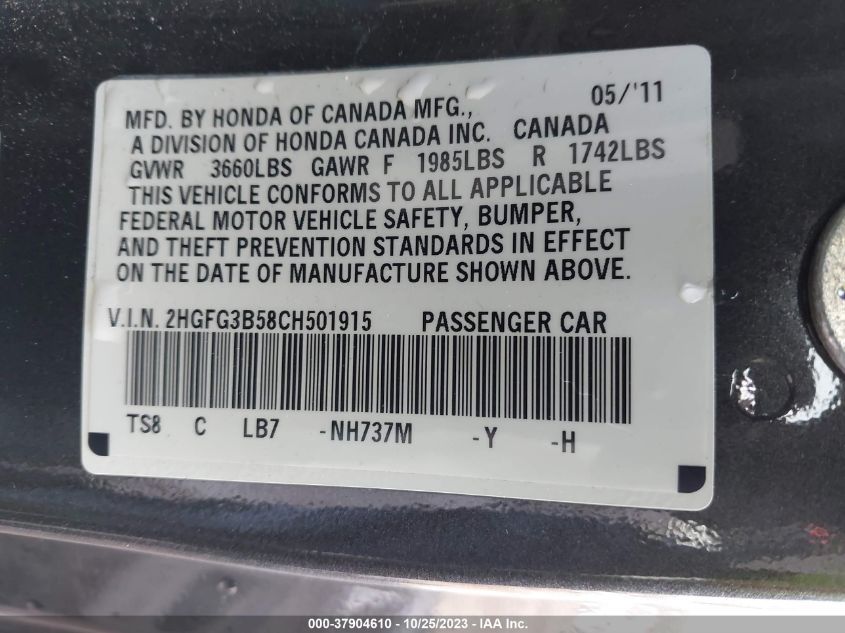 05/'11
MFD. BY HONDA OF CANADA MFG.,
A DIVISION OF HONDA CANADA INC. CANADA
GVWR 3660LBS GAWR F 1985LBS R 1742LBS
THIS VEHICLE CONFORMS TO ALL APPLICABLE
FEDERAL MOTOR VEHICLE SAFETY, BUMPER,
AND THEFT PREVENTION STANDARDS IN EFFECT
ON THE DATE OF MANUFACTURE SHOWN ABOVE.
V.I.N. 2HGFG3B58CH501915 PASSENGER CAR
TS8 C LB7 -NH737M -Y -H
000-37904610 - 10/25/2023 - IAA Inc.